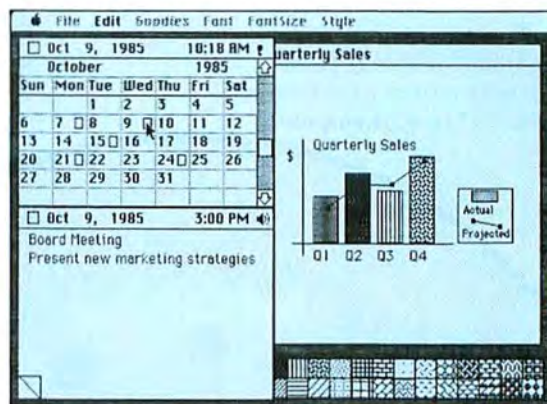 File Edit Goodies Font FontSize Style
Oct 9, 1985 10:18 AM
October 1985
Sun Mon Tue Wed Thu Fri Sat
1 2 3 4 5
6 7 8 9 10 11 12
13 14 15 16 17 18 19
20 21 22 23 24 25 26
27 28 29 30 31
Oct 9, 1985 3:00 PM
Board Meeting
Present new marketing strategies
uarterly Sales
Quarterly Sales
$
Q1 Q2 Q3 Q4
Actual
Projected